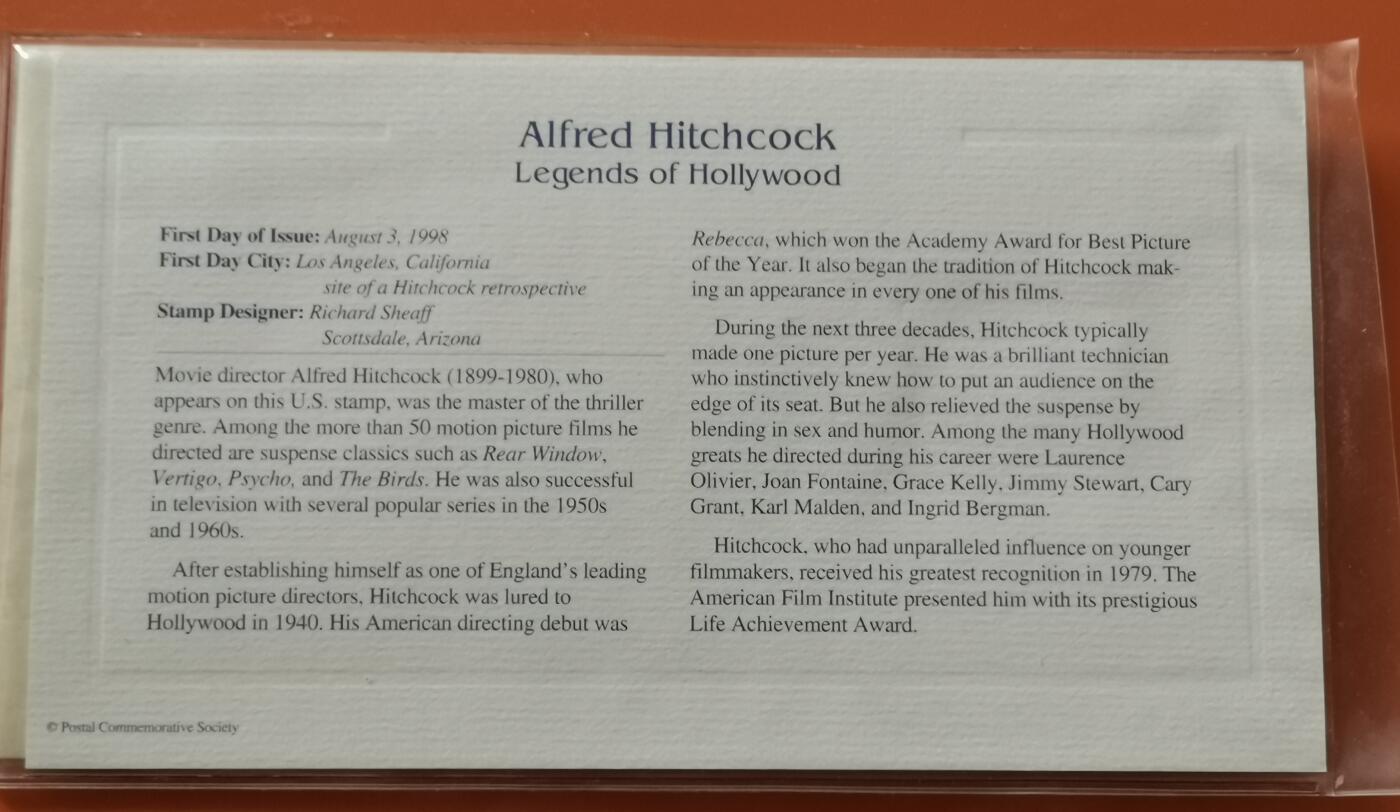 Alfred Hitchcock
Legends of Hollywood
First Day of Issue: August 3, 1998
First Day City: Los Angeles, California
site of a Hitchcock retrospective
Stamp Designer: Richard Sheaff
Scottsdale, Arizona
Movie director Alfred Hitchcock (1899-1980), who
appears on this U.S. stamp, was the master of the thriller
genre. Among the more than 50 motion picture films he
directed are suspense classics such as Rear Window,
Vertigo, Psycho, and The Birds. He was also successful
in television with several popular series in the 1950s
and 1960s.
After establishing himself as one of England's leading
motion picture directors, Hitchcock was lured to
Hollywood in 1940. His American directing debut was
Rebecca, which won the Academy Award for Best Picture
of the Year. It also began the tradition of Hitchcock mak-
ing an appearance in every one of his films.
During the next three decades, Hitchcock typically
made one picture per year. He was a brilliant technician
who instinctively knew how to put an audience on the
edge of its seat. But he also relieved the suspense by
blending in sex and humor. Among the many Hollywood
greats he directed during his career were Laurence
Olivier, Joan Fontaine, Grace Kelly, Jimmy Stewart, Cary
Grant, Karl Malden, and Ingrid Bergman.
Hitchcock, who had unparalleled influence on younger
filmmakers, received his greatest recognition in 1979. The
American Film Institute presented him with its prestigious
Life Achievement Award.
© Postal Commemorative Society